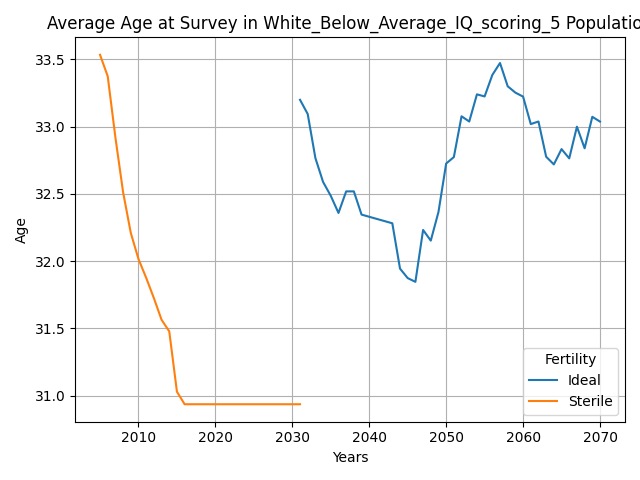 Average Age at Survey in White_Below_Average_IQ_scoring_5 Populatio
33.5
33.0
32.5
32.0
31.5
31.0
Age
2010 2020 2030 2040 2050 2060 2070
Years
Fertility
Ideal
Sterile